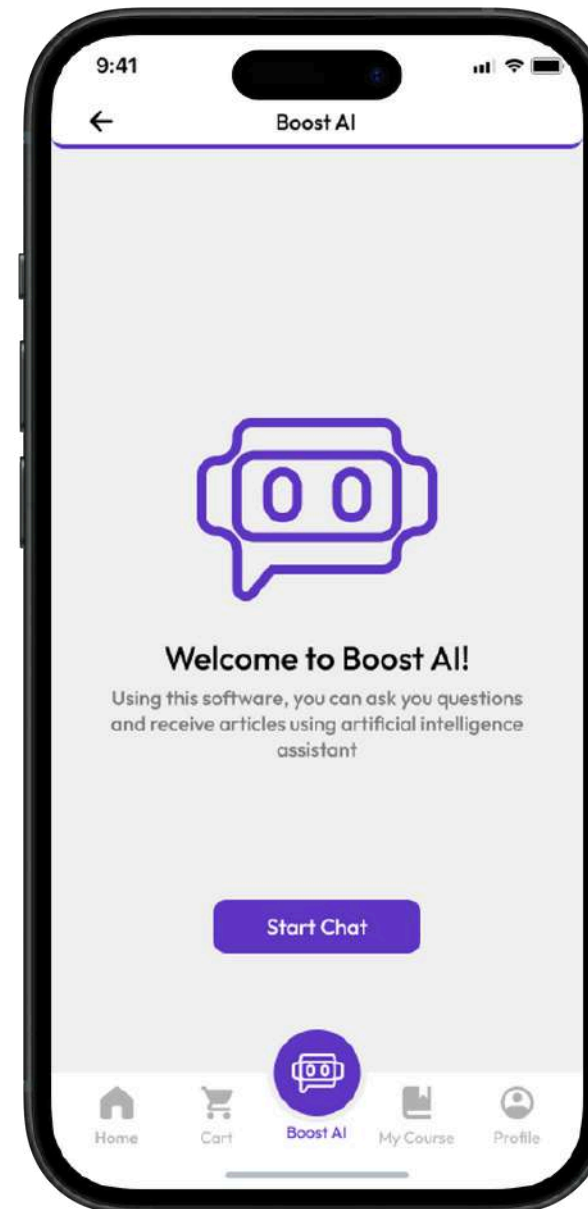 9:41
Boost AI
Welcome to Boost AI!
Using this software, you can ask you questions
and receive articles using artificial intelligence
assistant
Start Chat
Home
Cart
Boost AI
My Course
Profile